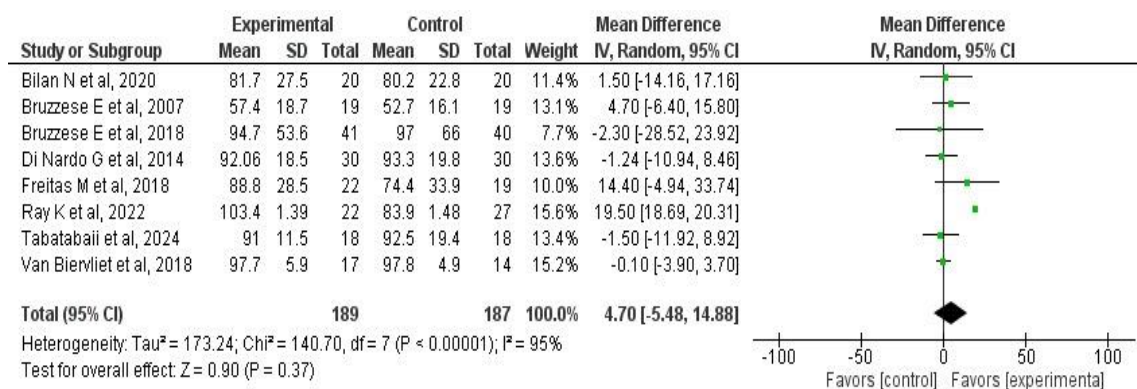 Experimental Control Mean Difference Mean Difference
Study or Subgroup Mean SD Total Mean SD Total Weight IV, Random, 95% CI IV, Random, 95% CI
Bilan N et al, 2020 81.7 27.5 20 80.2 22.8 20 11.4% 1.50 [-14.16, 17.16]
Bruzzese E et al, 2007 57.4 18.7 19 52.7 16.1 19 13.1% 4.70 [-6.40, 15.80]
Bruzzese E et al, 2018 94.7 53.6 41 97 66 40 7.7% -2.30 [-28.52, 23.92]
Di Nardo G et al, 2014 92.06 18.5 30 93.3 19.8 30 13.6% -1.24 [-10.94, 8.46]
Freitas M et al, 2018 88.8 28.5 22 74.4 33.9 19 10.0% 14.40 [-4.94, 33.74]
Ray K et al, 2022 103.4 1.39 22 83.9 1.48 27 15.6% 19.50 [18.69, 20.31]
Tabatabaii et al, 2024 91 11.5 18 92.5 19.4 18 13.4% -1.50 [-11.92, 8.92]
Van Biervliet et al, 2018 97.7 5.9 17 97.8 4.9 14 15.2% -0.10 [-3.90, 3.70]
Total (95% CI) 189 187 100.0% 4.70 [-5.48, 14.88]
Heterogeneity: Tau² = 173.24; Chi² = 140.70, df = 7 (P < 0.00001); I² = 95%
Test for overall effect: Z = 0.90 (P = 0.37)
-100 -50 0 50 100
Favors [control] Favors [experimenta]